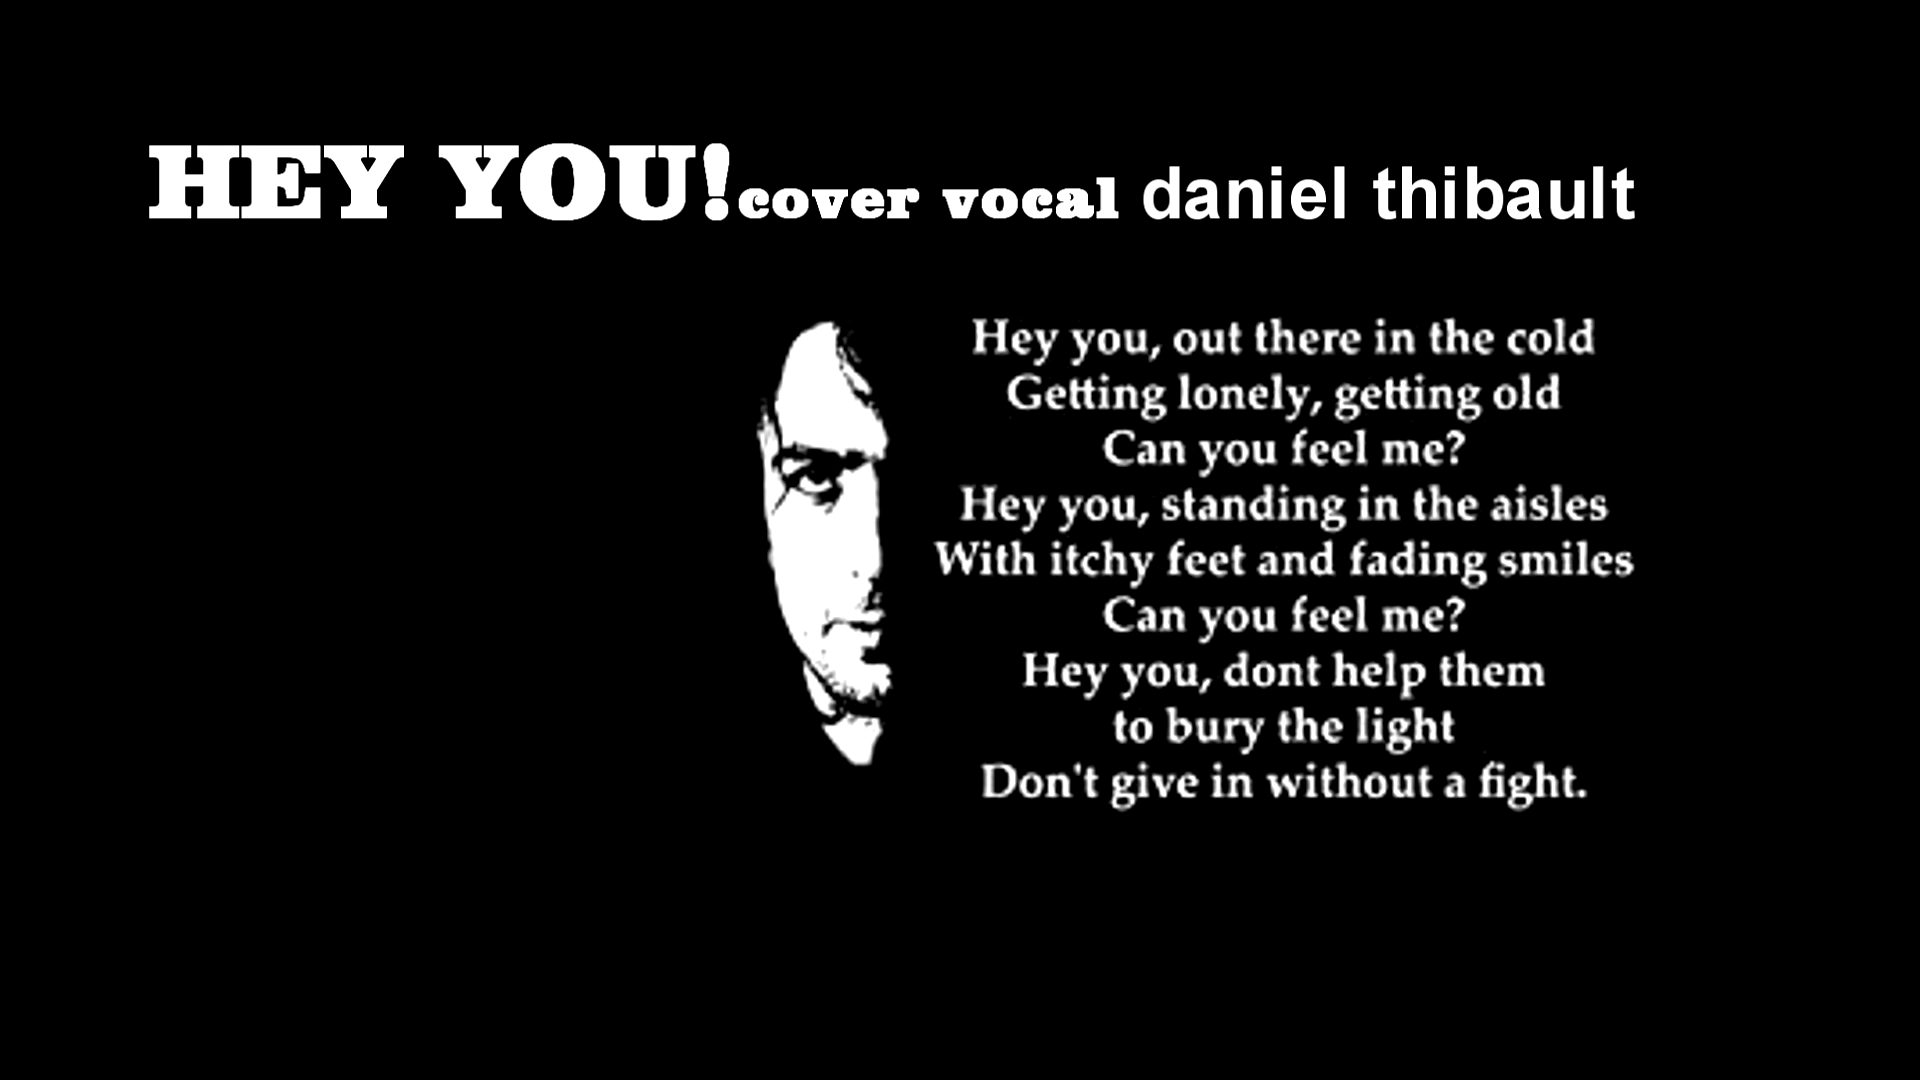 HEY YOU!cover vocal daniel thibault
Hey you, out there in the cold
Getting lonely, getting old
Can you feel me?
Hey you, standing in the aisles
With itchy feet and fading smiles
Can you feel me?
Hey you, dont help them
to bury the light
Don't give in without a fight.